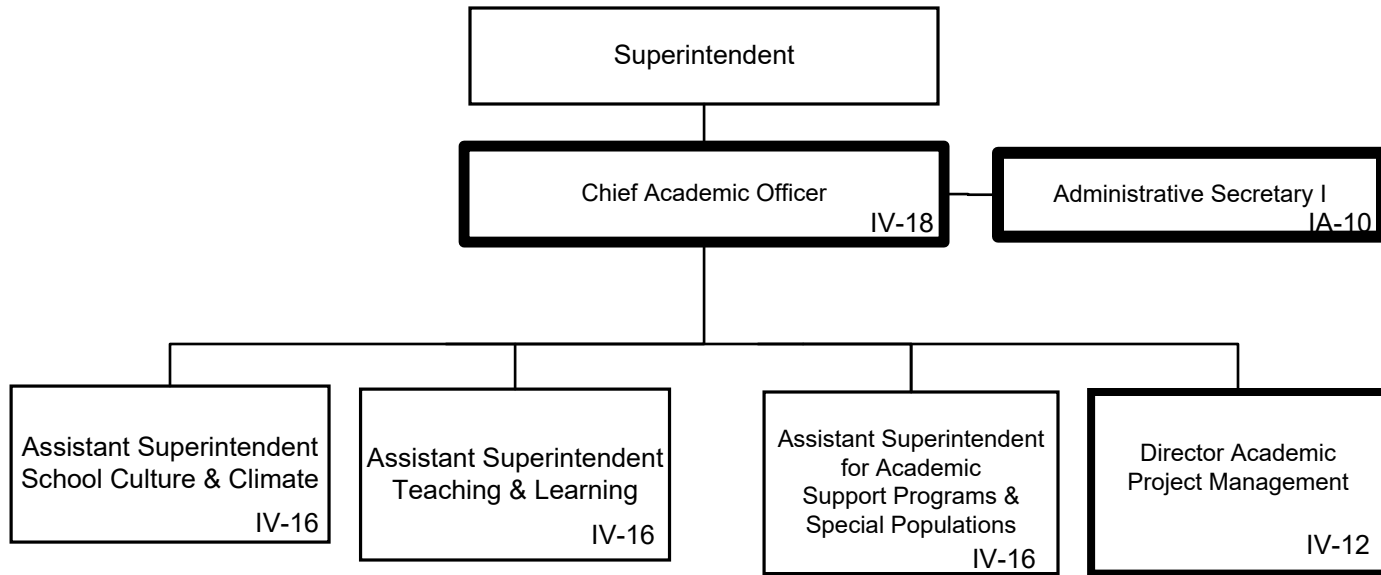 Superintendent
Chief Academic Officer
IV-18
Administrative Secretary I
IA-10
Assistant Superintendent
School Culture & Climate
IV-16
Assistant Superintendent
Teaching & Learning
IV-16
Assistant Superintendent
for Academic
Support Programs &
Special Populations
IV-16
Director Academic
Project Management
IV-12